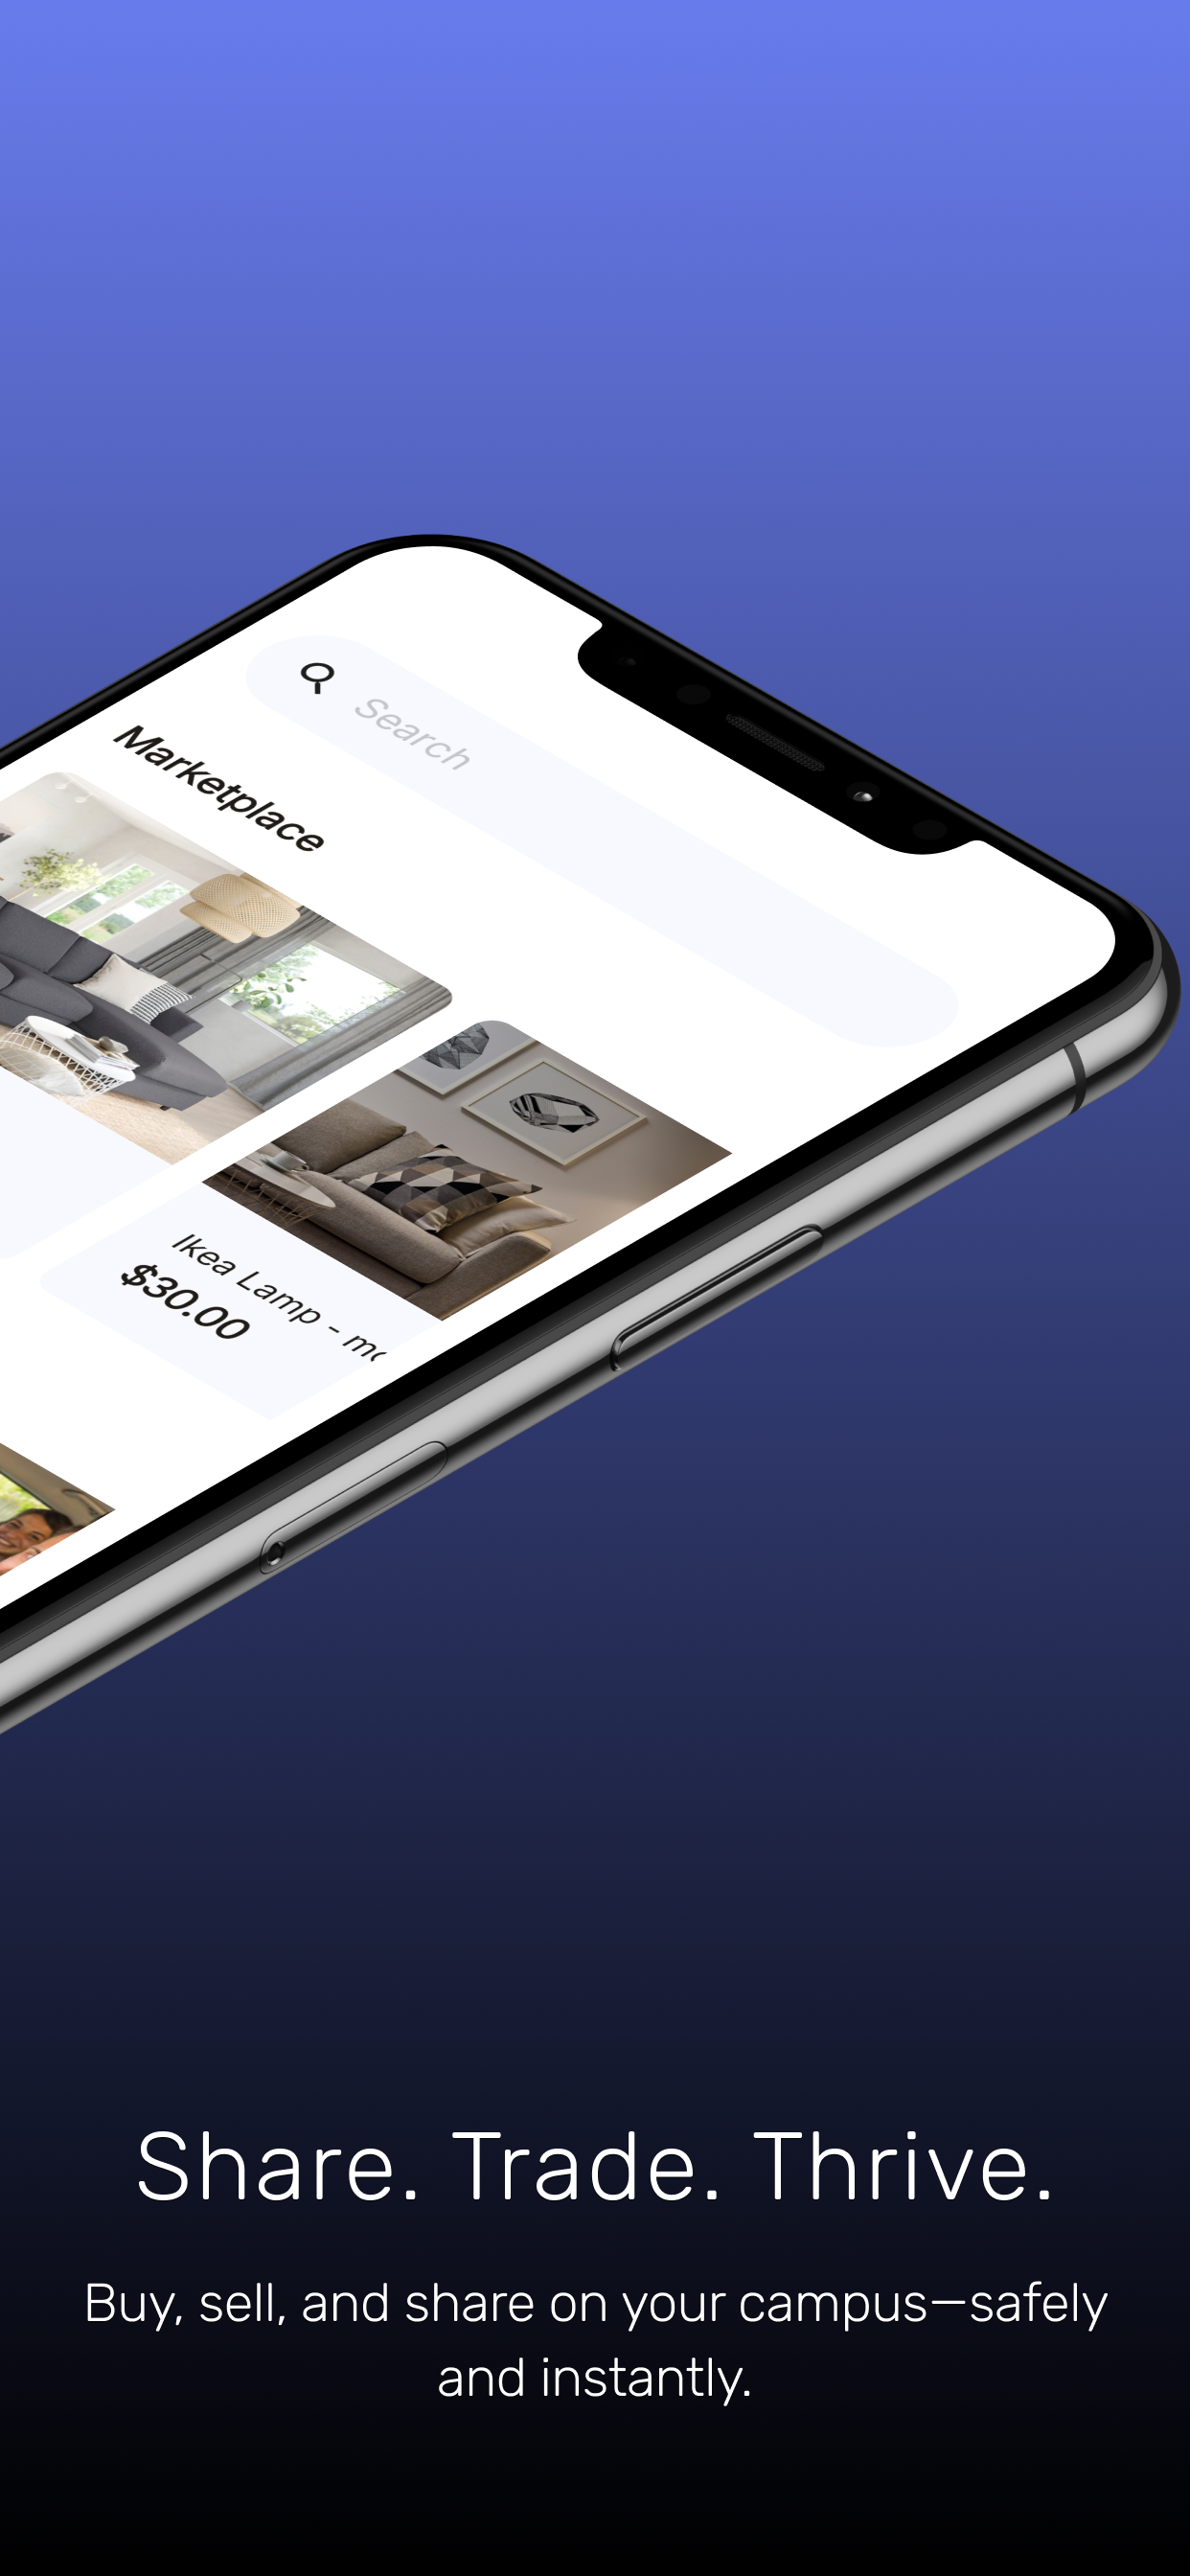 Search
Marketplace
Ikea Lamp -
$30.00
Share. Trade. Thrive.
Buy, sell, and share on your campus—safely
and instantly.